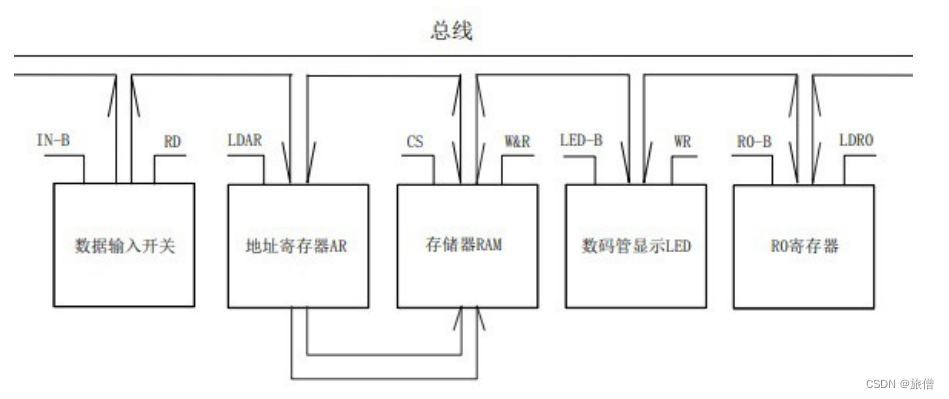 总线
IN-B
RD
LDAR
CS
W&R
LED-B
WR
RO-B
LDRO
数据输入开关
地址寄存器AR
存储器RAM
数码管显示LED
RO寄存器
CSDN @旅僧